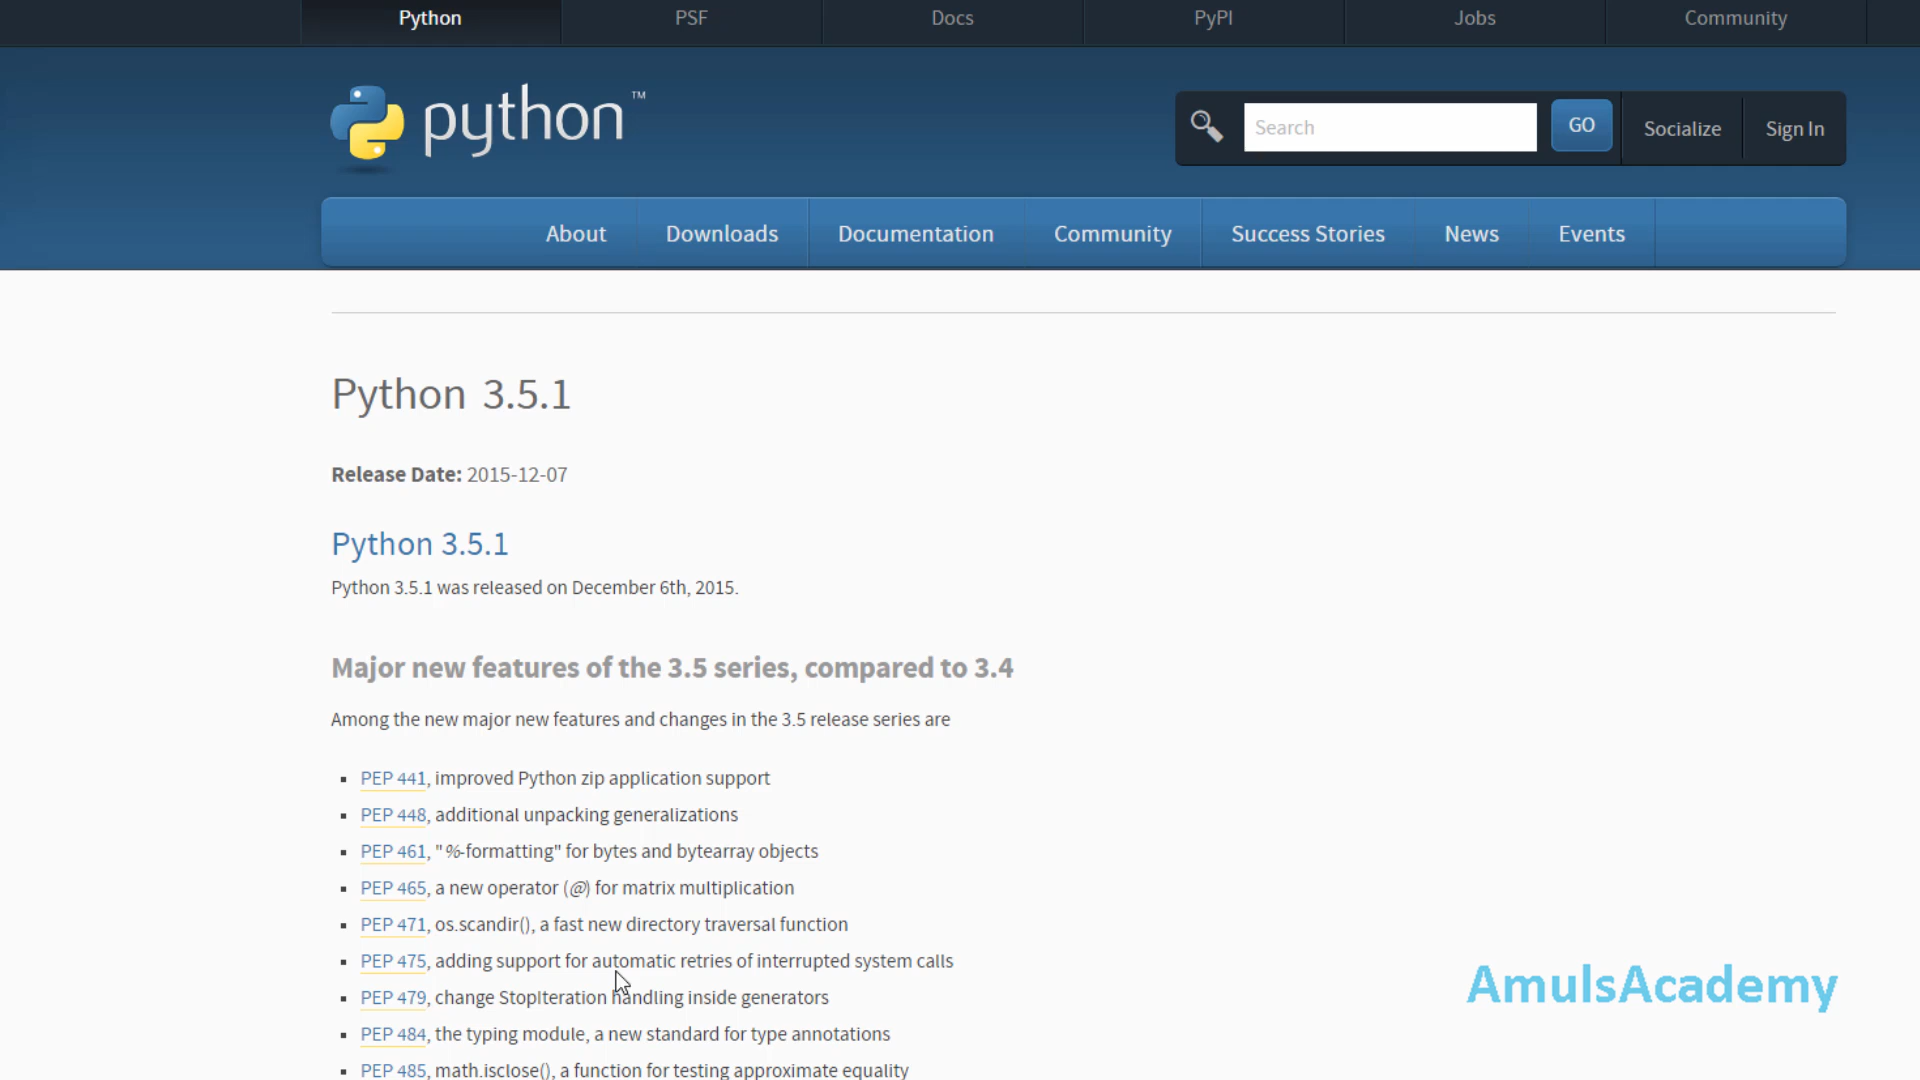 Python PSF Docs PyPI Jobs Community
python™
Search GO Socialize Sign In
About Downloads Documentation Community Success Stories News Events
Python 3.5.1
Release Date: 2015-12-07
Python 3.5.1
Python 3.5.1 was released on December 6th, 2015.
Major new features of the 3.5 series, compared to 3.4
Among the new major new features and changes in the 3.5 release series are
▪ PEP 441, improved Python zip application support
▪ PEP 448, additional unpacking generalizations
▪ PEP 461, "%-formatting" for bytes and bytearray objects
▪ PEP 465, a new operator (@) for matrix multiplication
▪ PEP 471, os.scandir(), a fast new directory traversal function
▪ PEP 475, adding support for automatic retries of interrupted system calls
▪ PEP 479, change StopIteration handling inside generators
▪ PEP 484, the typing module, a new standard for type annotations
▪ PEP 485, math.isclose(), a function for testing approximate equality
AmulsAcademy